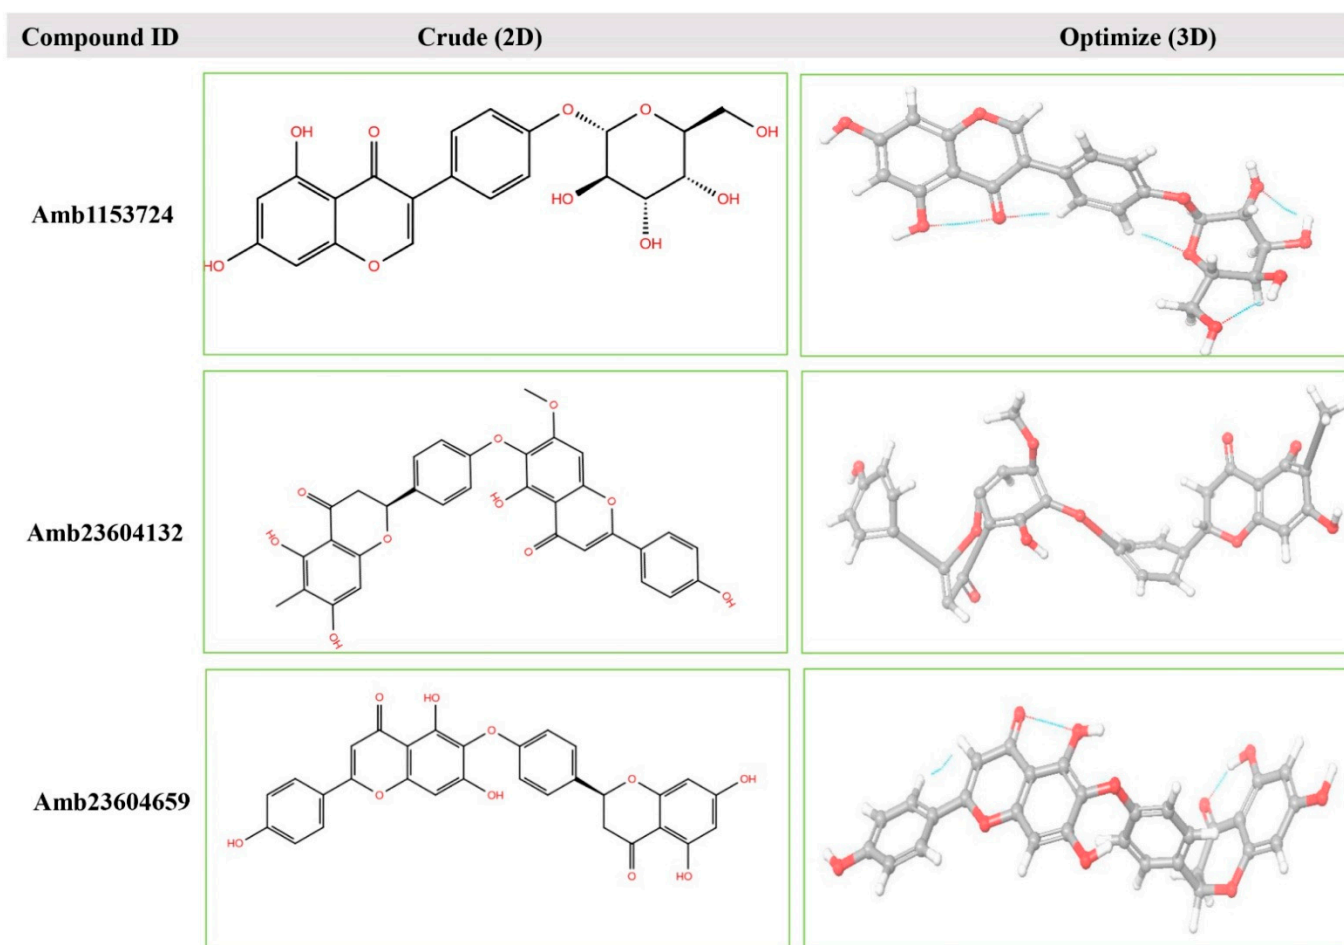 Compound ID Crude (2D) Optimize (3D)
OH O O O OH
HO OH
OH
HO O
Amb1153724
O O
O
O HO O
HO O
O
OH
OH
Amb23604132
O HO
O
O OH
HO
O OH
O OH
Amb23604659